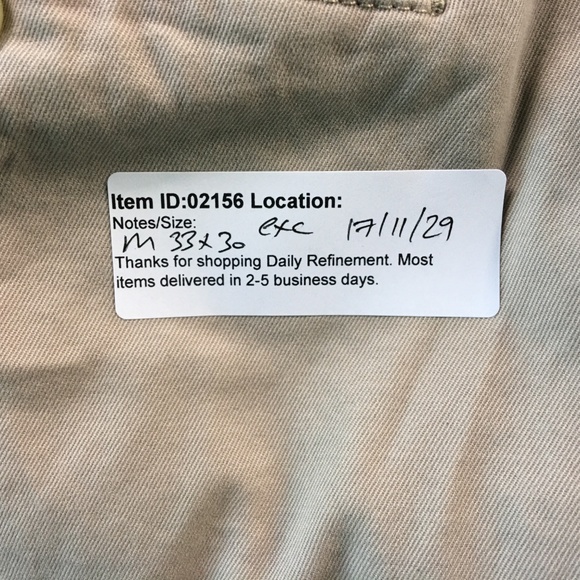 Item ID:02156 Location:
Notes/Size: exc 17/11/29
M 33x30
Thanks for shopping Daily Refinement. Most
items delivered in 2-5 business days.